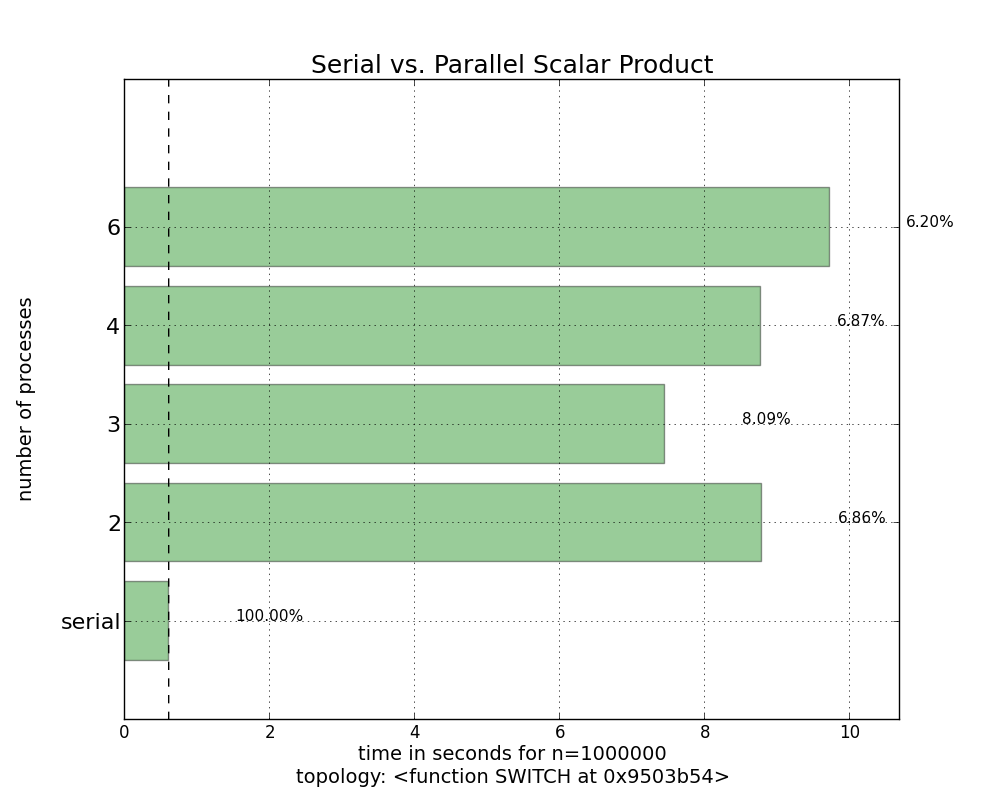 Serial vs. Parallel Scalar Product
number of processes
6
6.20%
4
6.87%
3
8.09%
2
6.86%
serial
100.00%
0 2 4 6 8 10
time in seconds for n=1000000
topology: <function SWITCH at 0x9503b54>